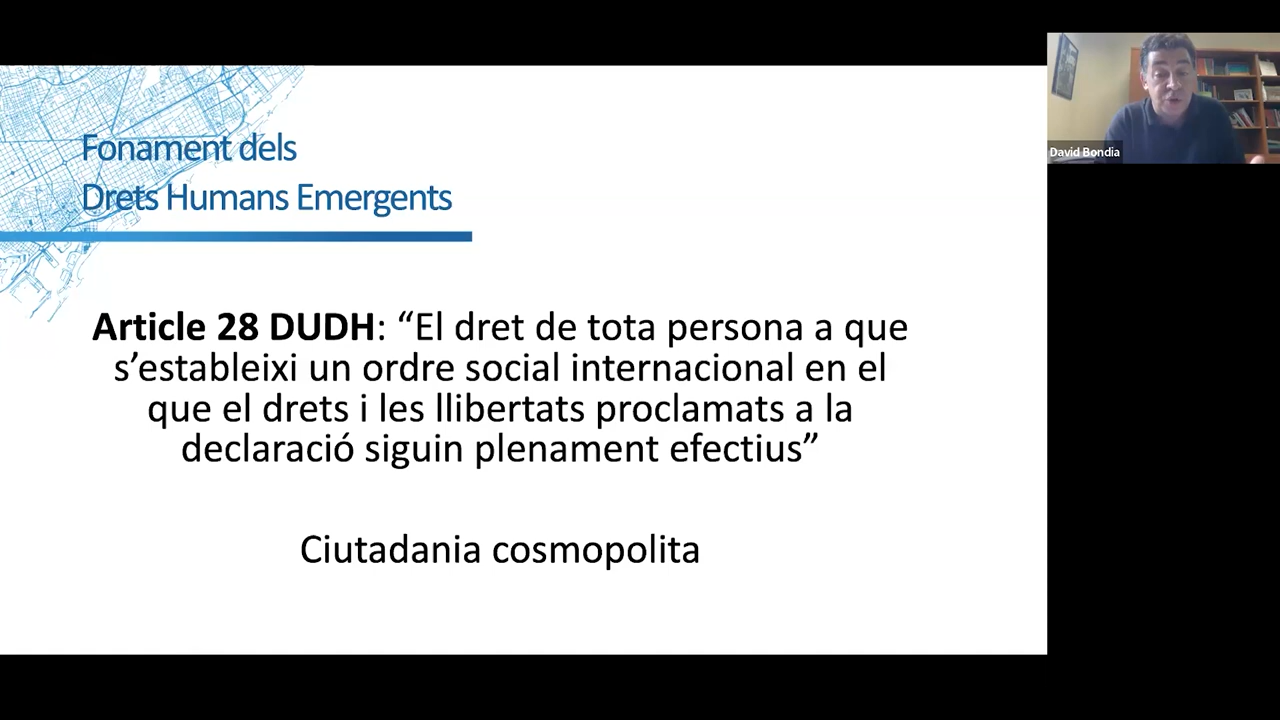 Fonament dels
Drets Humans Emergents
Article 28 DUDH: “El dret de tota persona a que
s’estableixi un ordre social internacional en el
que el drets i les llibertats proclamats a la
declaració siguin plenament efectius”
Ciutadania cosmopolita
David Bondia